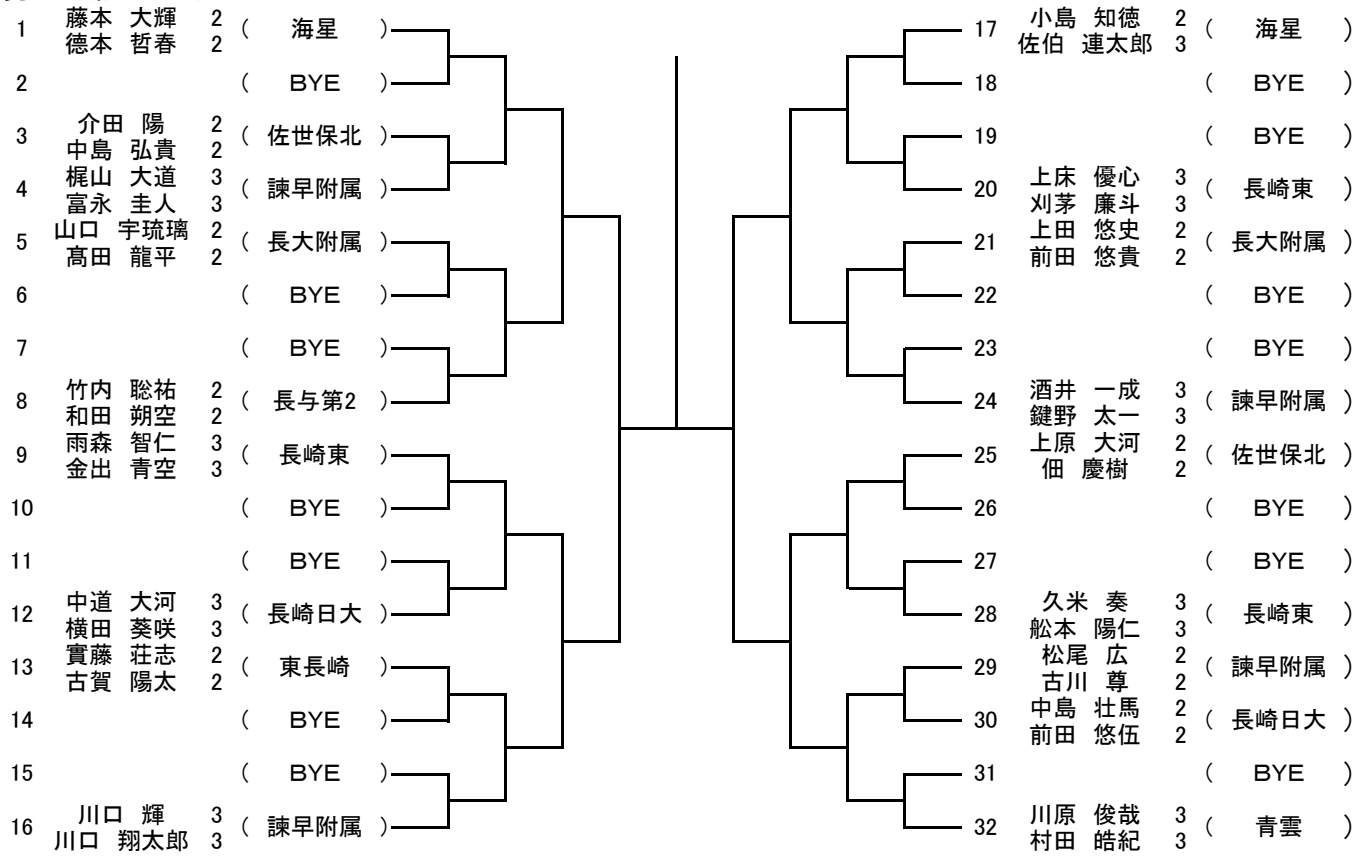 1 藤本 大輝 2 ( 海星 )
德本 哲春 2
2 ( BYE )
3 介田 陽 2 ( 佐世保北 )
中島 弘貴 2
4 梶山 大道 3 ( 諫早附属 )
富永 圭人 3
5 山口 宇琉璃 2 ( 長大附属 )
髙田 龍平 2
6 ( BYE )
7 ( BYE )
8 竹内 聡祐 2 ( 長与第2 )
和田 朔空 2
9 雨森 智仁 3 ( 長崎東 )
金出 青空 3
10 ( BYE )
11 ( BYE )
12 中道 大河 3 ( 長崎日大 )
横田 葵咲 3
13 實藤 荘志 2 ( 東長崎 )
古賀 陽太 2
14 ( BYE )
15 ( BYE )
16 川口 輝 3 ( 諫早附属 )
川口 翔太郎 3
17 小島 知徳 2 ( 海星 )
佐伯 連太郎 3
18 ( BYE )
19 ( BYE )
20 上床 優心 3 ( 長崎東 )
刈茅 廉斗 3
21 上田 悠史 2 ( 長大附属 )
前田 悠貴 2
22 ( BYE )
23 ( BYE )
24 酒井 一成 3 ( 諫早附属 )
鍵野 太一 3
25 上原 大河 2 ( 佐世保北 )
佃 慶樹 2
26 ( BYE )
27 ( BYE )
28 久米 奏 3 ( 長崎東 )
舩本 陽仁 3
29 松尾 広 2 ( 諫早附属 )
古川 尊 2
30 中島 壮馬 2 ( 長崎日大 )
前田 悠伍 2
31 ( BYE )
32 川原 俊哉 3 ( 青雲 )
村田 皓紀 3